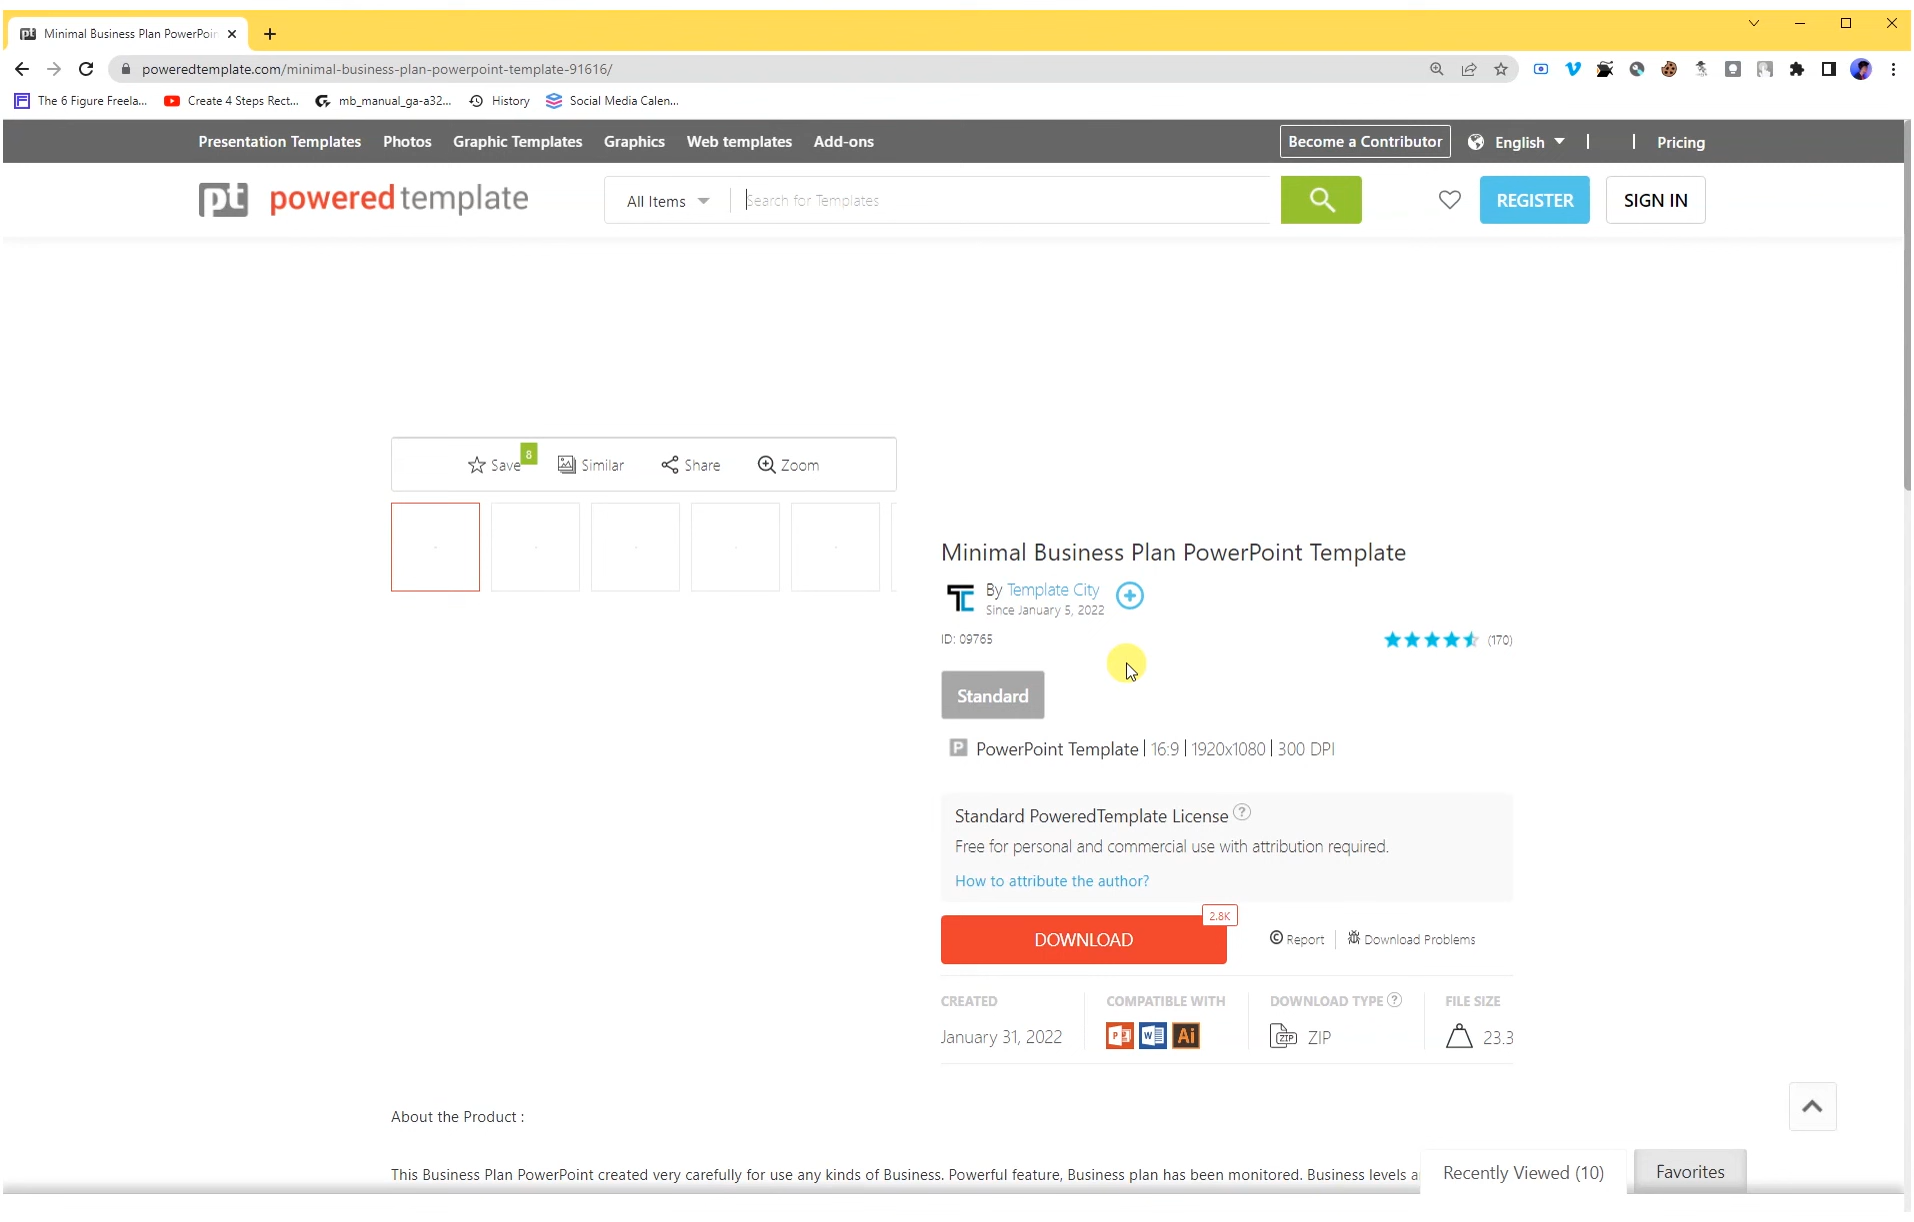 Minimal Business Plan PowerPoin
poweredtemplate.com/minimal-business-plan-powerpoint-template-91616/
The 6 Figure Freela... Create 4 Steps Rect... mb_manual_ga-a32... History Social Media Calen...
Presentation Templates Photos Graphic Templates Graphics Web templates Add-ons Become a Contributor English Pricing
pt powered template All Items Search for Templates REGISTER SIGN IN
Save 8 Similar Share Zoom
Minimal Business Plan PowerPoint Template
By Template City
Since January 5, 2022
ID: 09765 (170)
Standard
P PowerPoint Template | 16:9 | 1920x1080 | 300 DPI
Standard PoweredTemplate License ?
Free for personal and commercial use with attribution required.
How to attribute the author?
2.8K
DOWNLOAD Report Download Problems
CREATED COMPATIBLE WITH DOWNLOAD TYPE ? FILE SIZE
January 31, 2022 Ai ZIP ZIP 23.3
About the Product :
This Business Plan PowerPoint created very carefully for use any kinds of Business. Powerful feature, Business plan has been monitored. Business levels a
Recently Viewed (10) Favorites